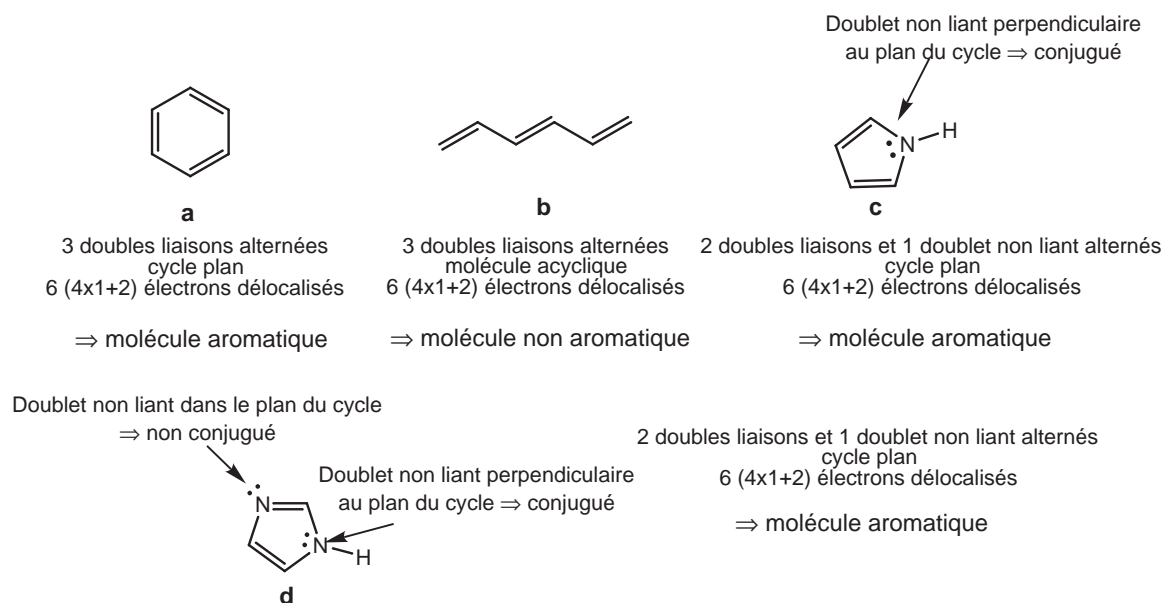 Doublet non liant perpendiculaire
au plan du cycle ⇒ conjugué
N
H
a
b
c
3 doubles liaisons alternées
cycle plan
6 (4x1+2) électrons délocalisés
⇒ molécule aromatique
3 doubles liaisons alternées
molécule acyclique
6 (4x1+2) électrons délocalisés
⇒ molécule non aromatique
2 doubles liaisons et 1 doublet non liant alternés
cycle plan
6 (4x1+2) électrons délocalisés
⇒ molécule aromatique
Doublet non liant dans le plan du cycle
⇒ non conjugué
Doublet non liant perpendiculaire
au plan du cycle ⇒ conjugué
N
N
H
d
2 doubles liaisons et 1 doublet non liant alternés
cycle plan
6 (4x1+2) électrons délocalisés
⇒ molécule aromatique